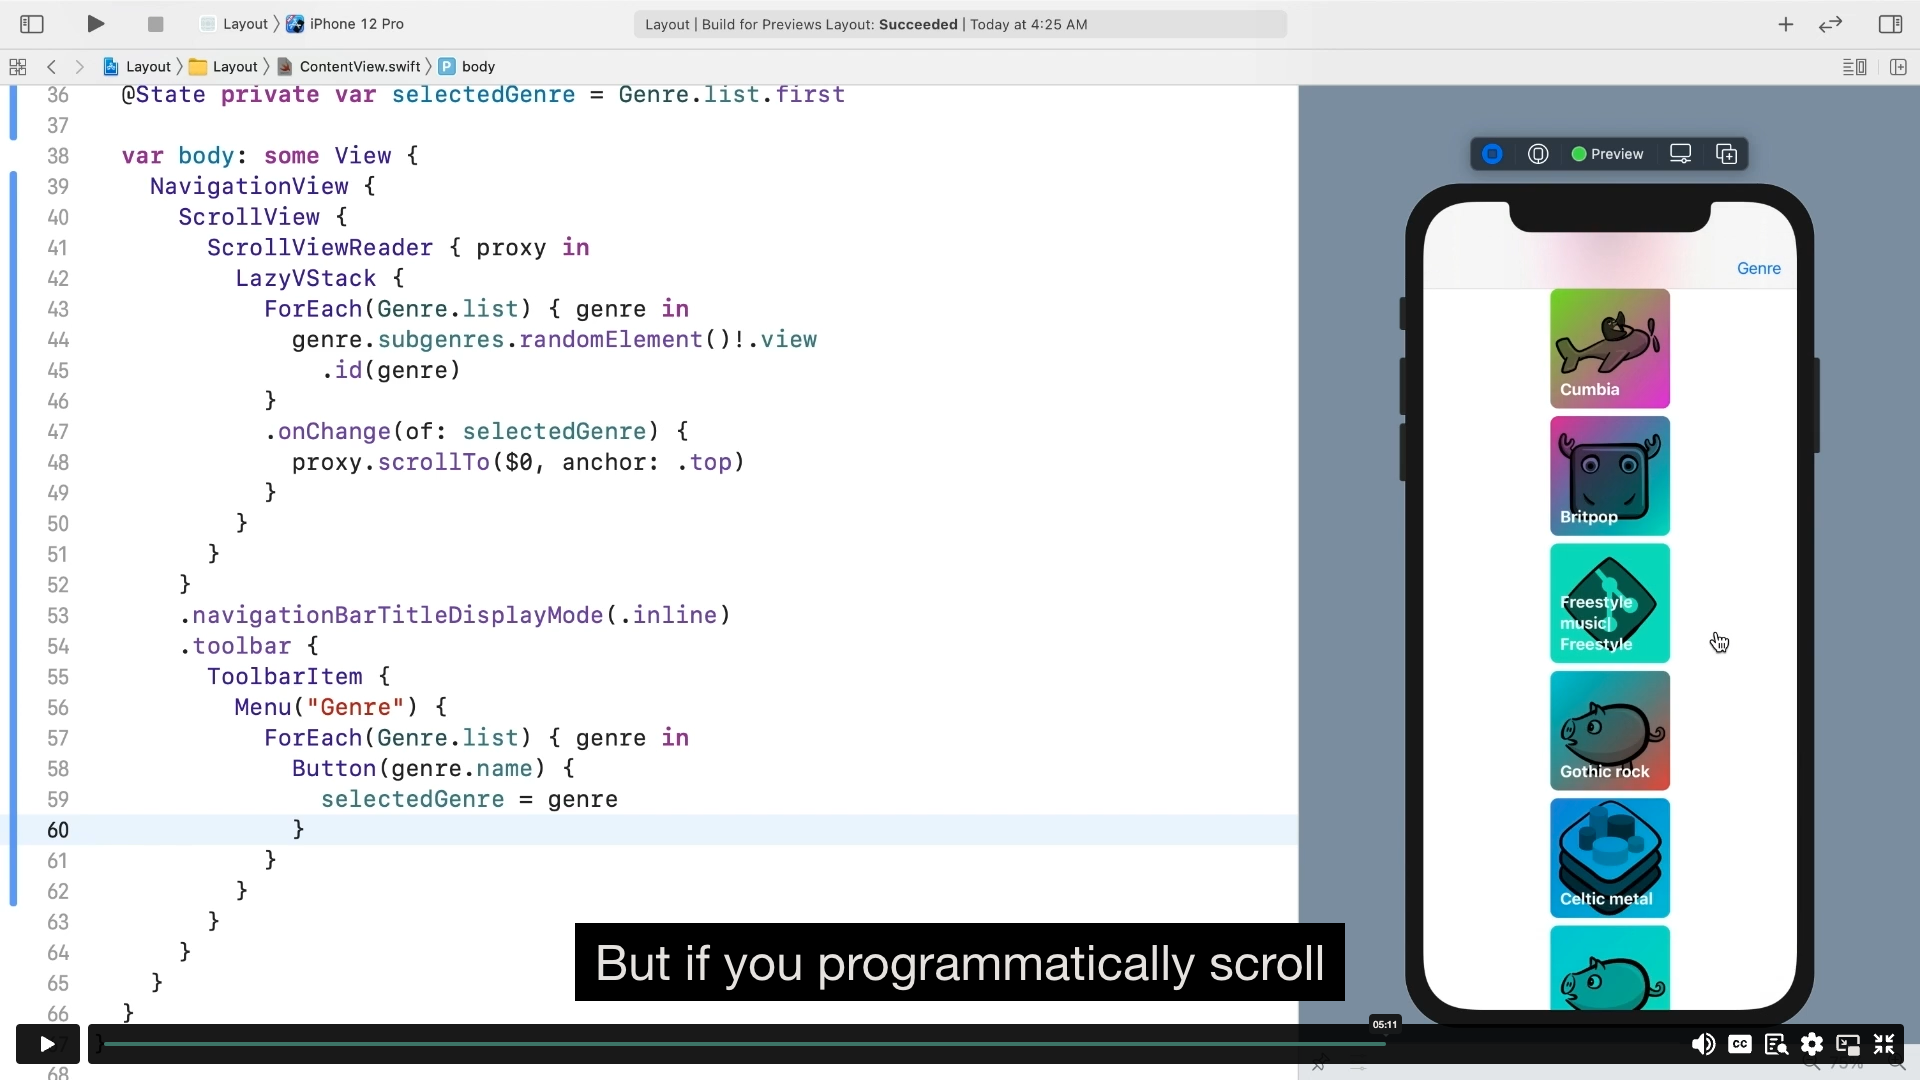 Layout 〉 iPhone 12 Pro
Layout | Build for Previews Layout: Succeeded | Today at 4:25 AM
Layout 〉 Layout 〉 ContentView.swift 〉 P body
36 @State private var selectedGenre = Genre.list.first
37
38 var body: some View {
39 NavigationView {
40 ScrollView {
41 ScrollViewReader { proxy in
42 LazyVStack {
43 ForEach(Genre.list) { genre in
44 genre.subgenres.randomElement()!.view
45 .id(genre)
46 }
47 .onChange(of: selectedGenre) {
48 proxy.scrollTo($0, anchor: .top)
49 }
50 }
51 }
52 }
53 .navigationBarTitleDisplayMode(.inline)
54 .toolbar {
55 ToolbarItem {
56 Menu("Genre") {
57 ForEach(Genre.list) { genre in
58 Button(genre.name) {
59 selectedGenre = genre
60 }
61 }
62 }
63 }
64 }
65 }
66 }
67 }
68
Preview
Genre
Cumbia
Britpop
Freestyle
music|
Freestyle
Gothic rock
Celtic metal
But if you programmatically scroll
05:11
CC
75%